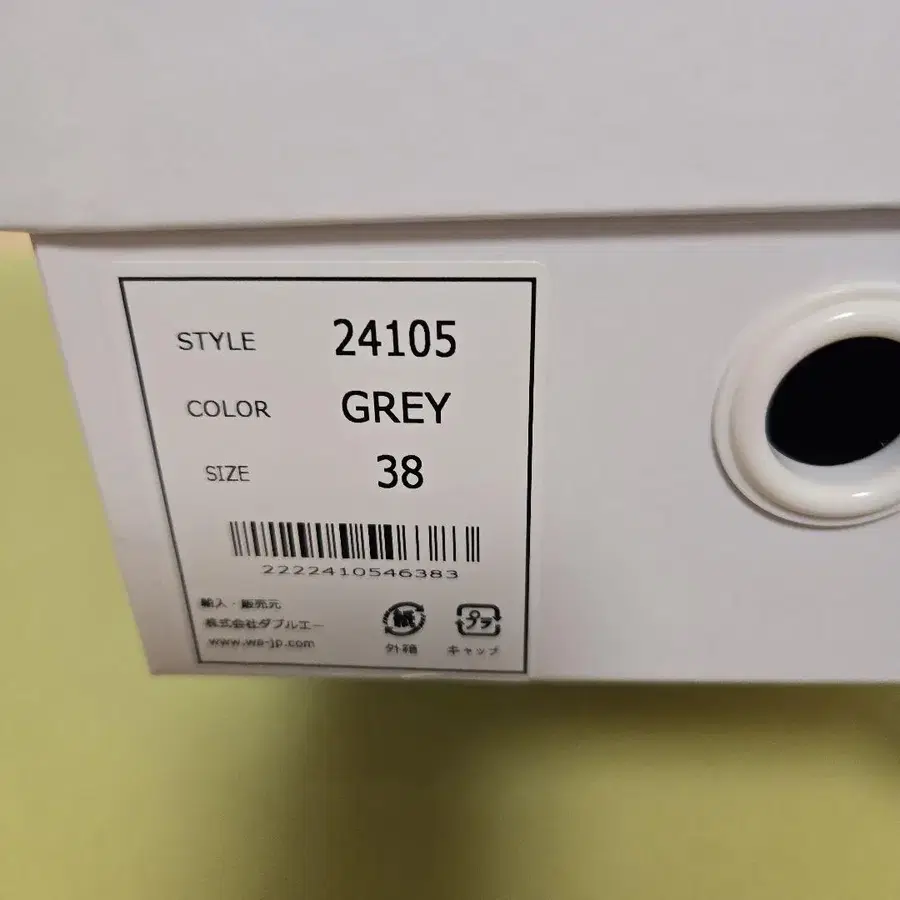 STYLE 24105
COLOR GREY
SIZE 38
2222410546383
輸入・販売元
株式会社ダブルエー
www.wa-jp.com
紙
外箱
プラ
キャップ